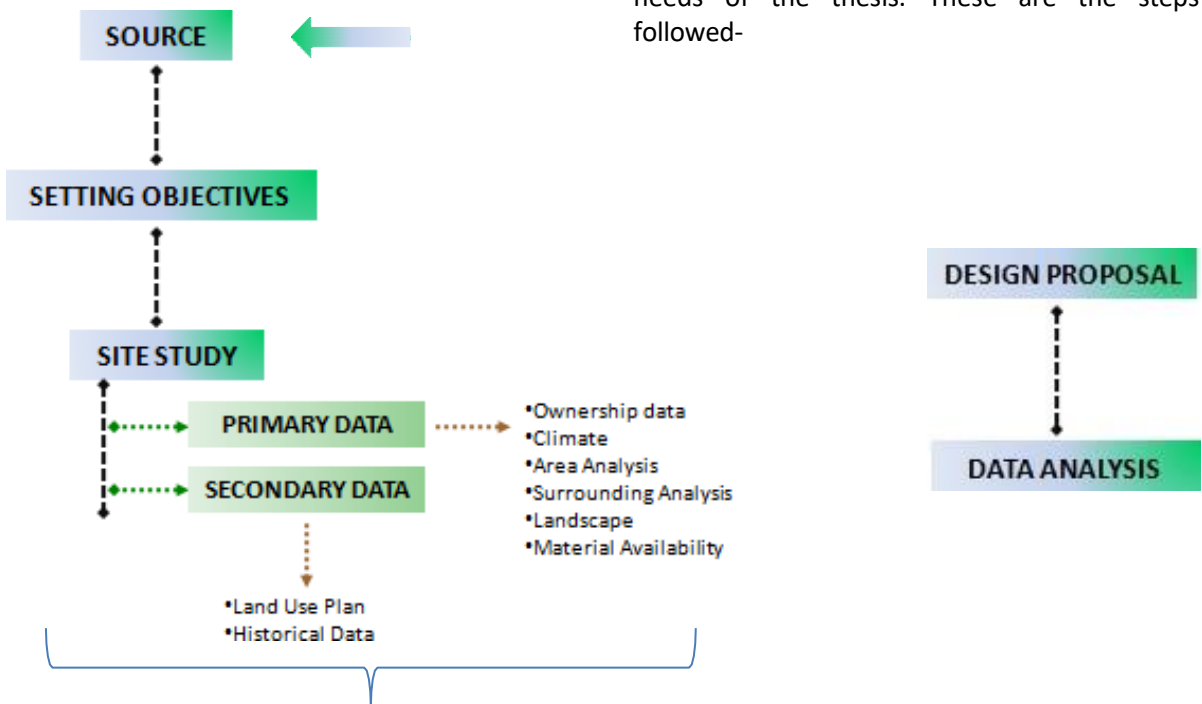 needs of the thesis. These are the steps
followed-
SOURCE
SETTING OBJECTIVES
SITE STUDY
PRIMARY DATA
SECONDARY DATA
•Ownership data
•Climate
•Area Analysis
•Surrounding Analysis
•Landscape
•Material Availability
•Land Use Plan
•Historical Data
DESIGN PROPOSAL
DATA ANALYSIS